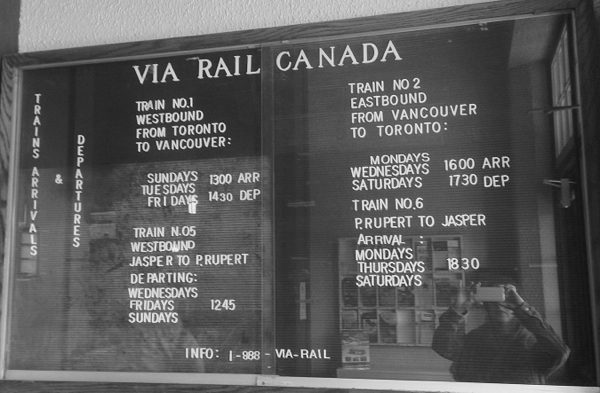 VIA RAIL CANADA
TRAINS ARRIVALS
&
DEPARTURES
TRAIN NO.1
WESTBOUND
FROM TORONTO
TO VANCOUVER:
SUNDAYS 1300 ARR
TUESDAYS
FRIDAYS 1430 DEP
TRAIN N.O5
WESTBOUND
JASPER TO P.RUPERT
DEPARTING:
WEDNESDAYS
FRIDAYS 1245
SUNDAYS
TRAIN NO 2
EASTBOUND
FROM VANCOUVER
TO TORONTO:
MONDAYS
WEDNESDAYS 1600 ARR
SATURDAYS 1730 DEP
TRAIN NO.6
P.RUPERT TO JASPER
ARRIVAL
MONDAYS
THURSDAYS 1830
SATURDAYS
INFO: 1-888-VIA-RAIL